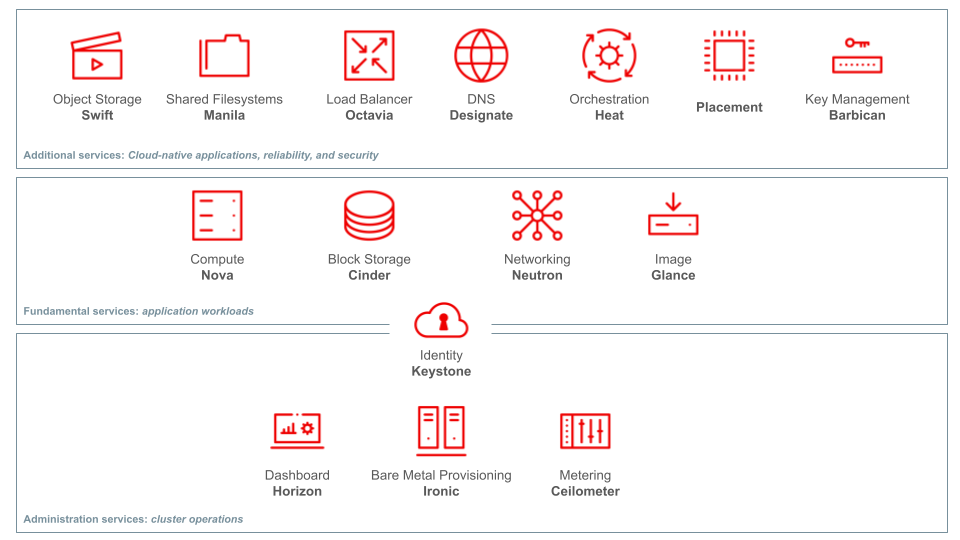 Object Storage
Swift
Shared Filesystems
Manila
Load Balancer
Octavia
DNS
Designate
Orchestration
Heat
Placement
Key Management
Barbican
Additional services: Cloud-native applications, reliability, and security
Compute
Nova
Block Storage
Cinder
Networking
Neutron
Image
Glance
Fundamental services: application workloads
Identity
Keystone
Dashboard
Horizon
Bare Metal Provisioning
Ironic
Metering
Ceilometer
Administration services: cluster operations